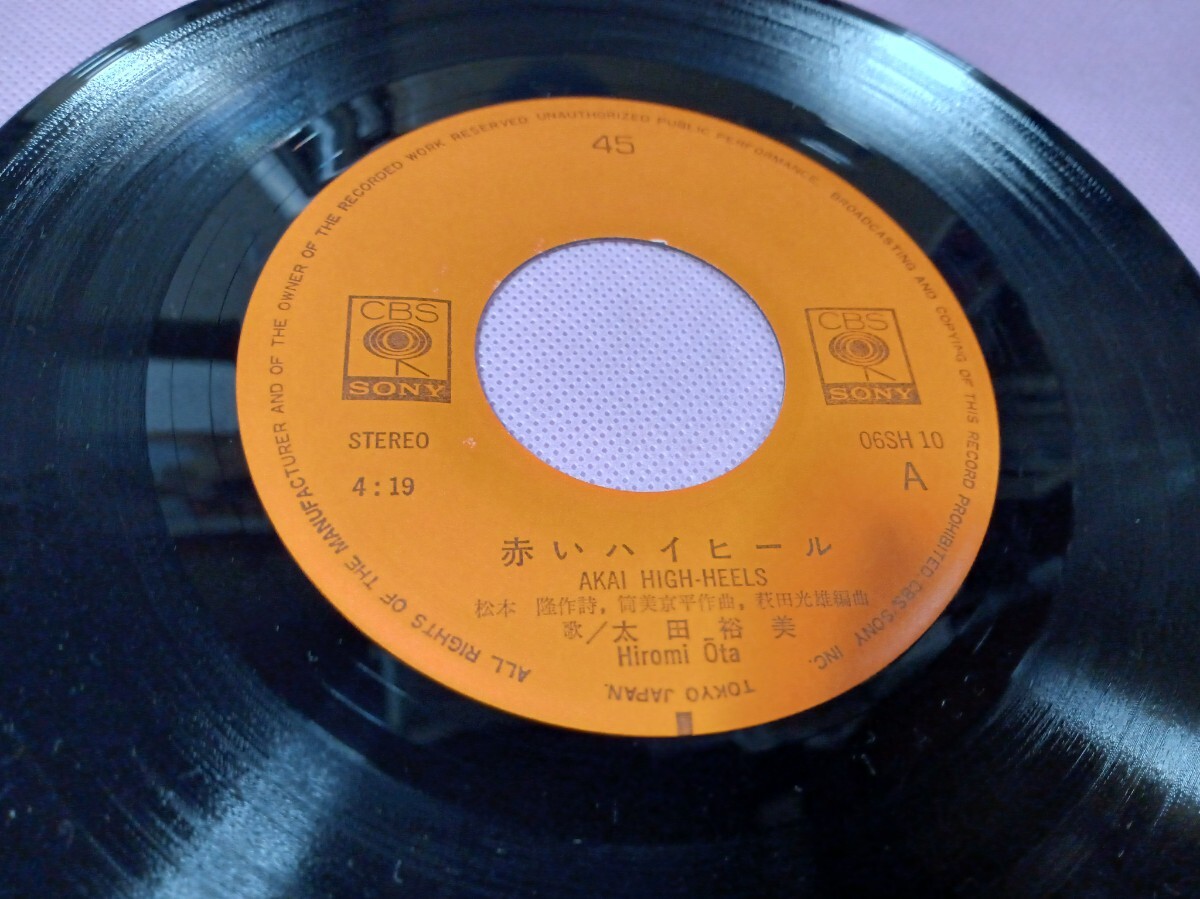 45
CBS
SONY
CBS
SONY
STEREO
4:19
06SH 10
A
赤いハイヒール
AKAI HIGH-HEELS
松本 隆作詩, 筒美京平作曲, 萩田光雄編曲
歌/太田裕美
Hiromi Ōta
ALL RIGHTS OF THE MANUFACTURER AND OF THE OWNER OF THE RECORDED WORK RESERVED UNAUTHORIZED PUBLIC PERFORMANCE. BROADCASTING AND COPYING OF THIS RECORD PROHIBITED. CBS/SONY INC.
TOKYO JAPAN.